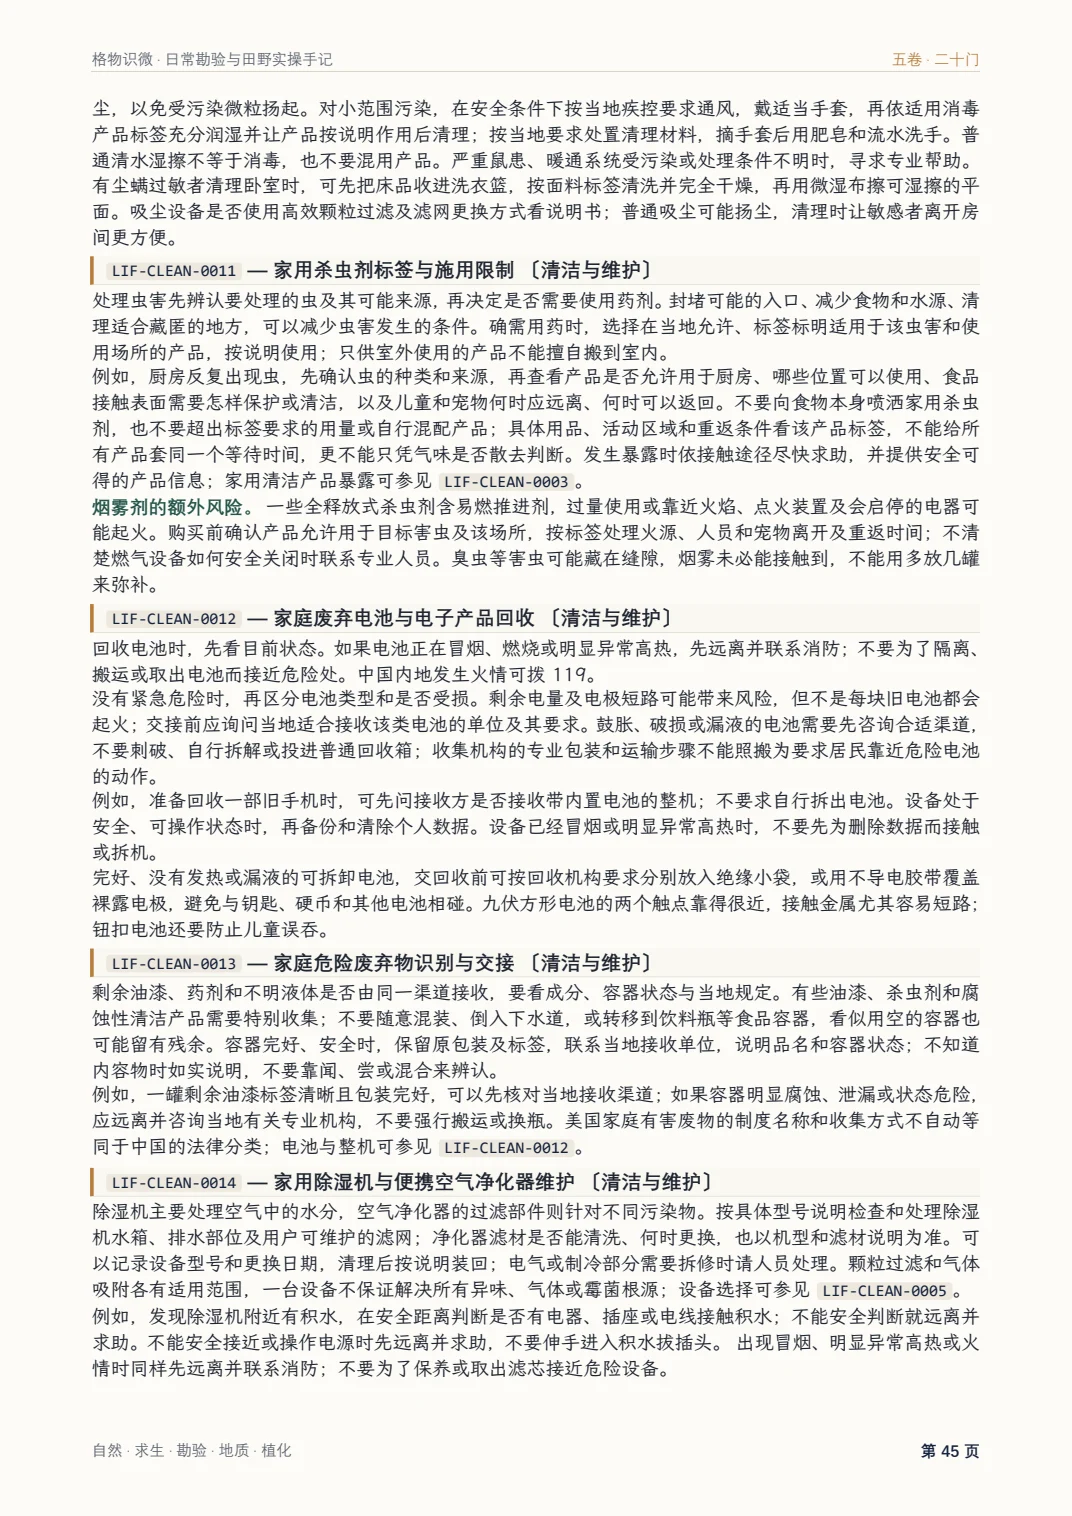 格物识微 · 日常勘验与田野实操手记
五卷 · 二十门
尘，以免受污染微粒扬起。对小范围污染，在安全条件下按当地疾控要求通风，戴适当手套，再依适用消毒
产品标签充分润湿并让产品按说明作用后清理；按当地要求处置清理材料，摘手套后用肥皂和流水洗手。普
通清水湿擦不等于消毒，也不要混用产品。严重鼠患、暖通系统受污染或处理条件不明时，寻求专业帮助。
有尘螨过敏者清理卧室时，可先把床品收进洗衣篮，按面料标签清洗并完全干燥，再用微湿布擦可湿擦的平
面。吸尘设备是否使用高效颗粒过滤及滤网更换方式看说明书；普通吸尘可能扬尘，清理时让敏感者离开房
间更方便。
LIF-CLEAN-0011 — 家用杀虫剂标签与施用限制 〔清洁与维护〕
处理虫害先辨认要处理的虫及其可能来源，再决定是否需要使用药剂。封堵可能的入口、减少食物和水源、清
理适合藏匿的地方，可以减少虫害发生的条件。确需用药时，选择在当地允许、标签标明适用于该虫害和使
用场所的产品，按说明使用；只供室外使用的产品不能擅自搬到室内。
例如，厨房反复出现虫，先确认虫的种类和来源，再查看产品是否允许用于厨房、哪些位置可以使用、食品
接触表面需要怎样保护或清洁，以及儿童和宠物何时应远离、何时可以返回。不要向食物本身喷洒家用杀虫
剂，也不要超出标签要求的用量或自行混配产品；具体用品、活动区域和重返条件看该产品标签，不能给所
有产品套同一个等待时间，更不能只凭气味是否散去判断。发生暴露时依接触途径尽快求助，并提供安全可
得的产品信息；家用清洁产品暴露可参见 LIF-CLEAN-0003。
烟雾剂的额外风险。 一些全释放式杀虫剂含易燃推进剂，过量使用或靠近火焰、点火装置及会启停的电器可
能起火。购买前确认产品允许用于目标害虫及该场所，按标签处理火源、人员和宠物离开及重返时间；不清
楚燃气设备如何安全关闭时联系专业人员。臭虫等害虫可能藏在缝隙，烟雾未必能接触到，不能用多放几罐
来弥补。
LIF-CLEAN-0012 — 家庭废弃电池与电子产品回收 〔清洁与维护〕
回收电池时，先看目前状态。如果电池正在冒烟、燃烧或明显异常高热，先远离并联系消防；不要为了隔离、
搬运或取出电池而接近危险处。中国内地发生火情可拨 119。
没有紧急危险时，再区分电池类型和是否受损。剩余电量及电极短路可能带来风险，但不是每块旧电池都会
起火；交接前应询问当地适合接收该类电池的单位及其要求。鼓胀、破损或漏液的电池需要先咨询合适渠道，
不要刺破、自行拆解或投进普通回收箱；收集机构的专业包装和运输步骤不能照搬为要求居民靠近危险电池
的动作。
例如，准备回收一部旧手机时，可先问接收方是否接收带内置电池的整机；不要求自行拆出电池。设备处于
安全、可操作状态时，再备份和清除个人数据。设备已经冒烟或明显异常高热时，不要先为删除数据而接触
或拆机。
完好、没有发热或漏液的可拆卸电池，交回收前可按回收机构要求分别放入绝缘小袋，或用不导电胶带覆盖
裸露电极，避免与钥匙、硬币和其他电池相碰。九伏方形电池的两个触点靠得很近，接触金属尤其容易短路；
钮扣电池还要防止儿童误吞。
LIF-CLEAN-0013 — 家庭危险废弃物识别与交接 〔清洁与维护〕
剩余油漆、药剂和不明液体是否由同一渠道接收，要看成分、容器状态与当地规定。有些油漆、杀虫剂和腐
蚀性清洁产品需要特别收集；不要随意混装、倒入下水道，或转移到饮料瓶等食品容器，看似用空的容器也
可能留有残余。容器完好、安全时，保留原包装及标签，联系当地接收单位，说明品名和容器状态；不知道
内容物时如实说明，不要靠闻、尝或混合来辨认。
例如，一罐剩余油漆标签清晰且包装完好，可以先核对当地接收渠道；如果容器明显腐蚀、泄漏或状态危险，
应远离并咨询当地有关专业机构，不要强行搬运或换瓶。美国家庭有害废物的制度名称和收集方式不自动等
同于中国的法律分类；电池与整机可参见 LIF-CLEAN-0012。
LIF-CLEAN-0014 — 家用除湿机与便携空气净化器维护 〔清洁与维护〕
除湿机主要处理空气中的水分，空气净化器的过滤部件则针对不同污染物。按具体型号说明检查和处理除湿
机水箱、排水部位及用户可维护的滤网；净化器滤材是否能清洗、何时更换，也以机型和滤材说明为准。可
以记录设备型号和更换日期，清理后按说明装回；电气或制冷部分需要拆修时请人员处理。颗粒过滤和气体
吸附各有适用范围，一台设备不保证解决所有异味、气体或霉菌根源；设备选择可参见 LIF-CLEAN-0005。
例如，发现除湿机附近有积水，在安全距离判断是否有电器、插座或电线接触积水；不能安全判断就远离并
求助。不能安全接近或操作电源时先远离并求助，不要伸手进入积水拔插头。 出现冒烟、明显异常高热或火
情时同样先远离并联系消防；不要为了保养或取出滤芯接近危险设备。
自然 · 求生 · 勘验 · 地质 · 植化
第 45 页